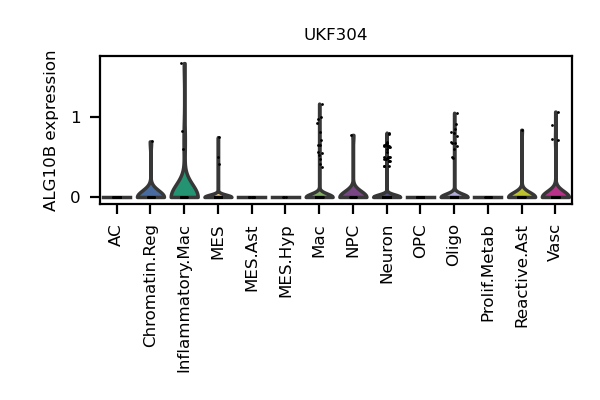 UKF304
ALG10B expression
1
0
AC
Chromatin.Reg
Inflammatory.Mac
MES
MES.Ast
MES.Hyp
Mac
NPC
Neuron
OPC
Oligo
Prolif.Metab
Reactive.Ast
Vasc